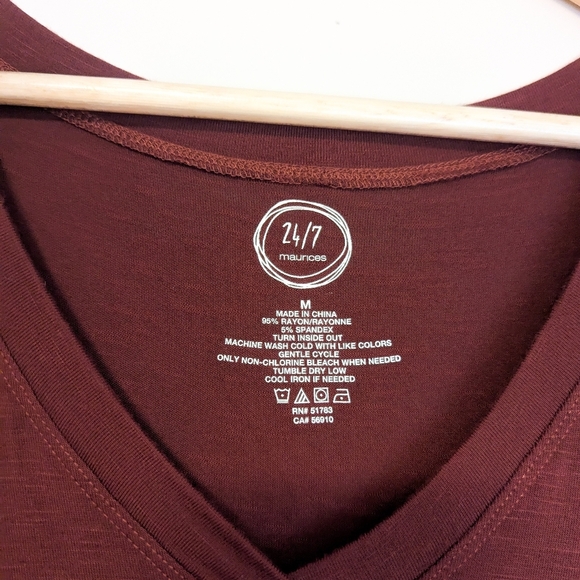 24/7
maurices
M
MADE IN CHINA
95% RAYON/RAYONNE
5% SPANDEX
TURN INSIDE OUT
MACHINE WASH COLD WITH LIKE COLORS
GENTLE CYCLE
ONLY NON-CHLORINE BLEACH WHEN NEEDED
TUMBLE DRY LOW
COOL IRON IF NEEDED
RN# 51783
CA# 56910